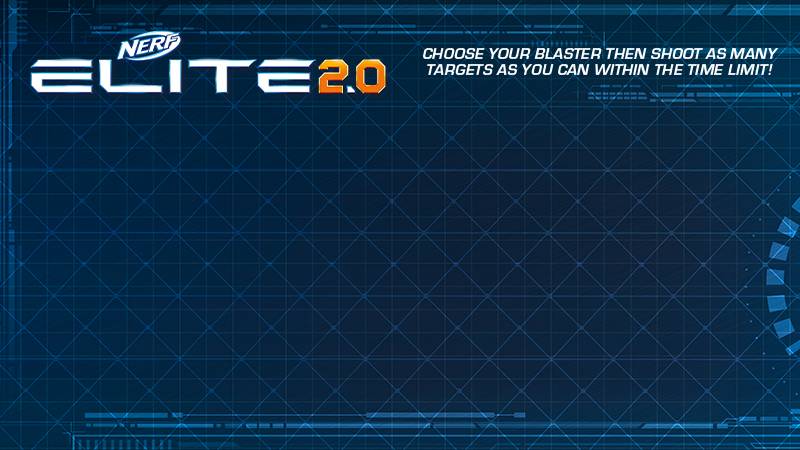 NERF
ELITE 2.0
CHOOSE YOUR BLASTER THEN SHOOT AS MANY
TARGETS AS YOU CAN WITHIN THE TIME LIMIT!